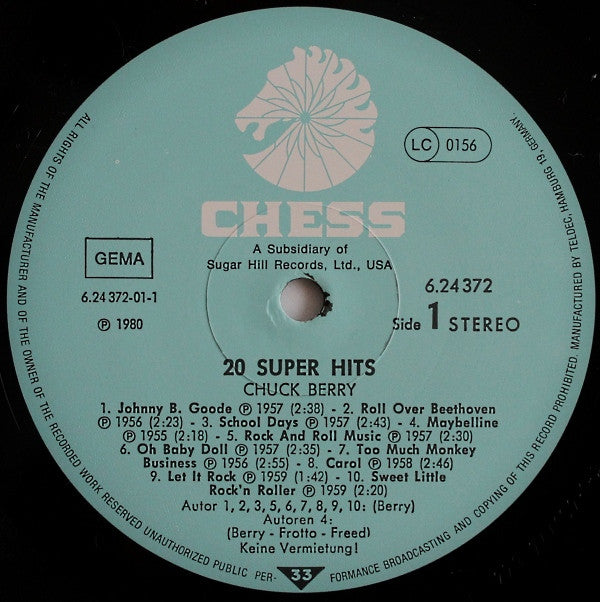 CHESS
A Subsidiary of
Sugar Hill Records, Ltd., USA
LC 0156
GEMA
6.24 372-01-1
℗ 1980
6.24 372
Side 1 STEREO
20 SUPER HITS
CHUCK BERRY
1. Johnny B. Goode ℗ 1957 (2:38) - 2. Roll Over Beethoven
℗ 1956 (2:23) - 3. School Days ℗ 1957 (2:43) - 4. Maybelline
℗ 1955 (2:18) - 5. Rock And Roll Music ℗ 1957 (2:30)
6. Oh Baby Doll ℗ 1957 (2:35) - 7. Too Much Monkey
Business ℗ 1956 (2:55) - 8. Carol ℗ 1958 (2:46)
9. Let It Rock ℗ 1959 (1:42) - 10. Sweet Little
Rock'n Roller ℗ 1959 (2:20)
Autor 1, 2, 3, 5, 6, 7, 8, 9, 10: (Berry)
Autoren 4:
(Berry - Frotto - Freed)
Keine Vermietung!
33
ALL RIGHTS OF THE MANUFACTURER AND OF THE OWNER OF THE RECORDED WORK RESERVED UNAUTHORIZED PUBLIC PER- FORMANCE BROADCASTING AND COPYING OF THIS RECORD PROHIBITED. MANUFACTURED BY TELDEC, HAMBURG 19, GERMANY